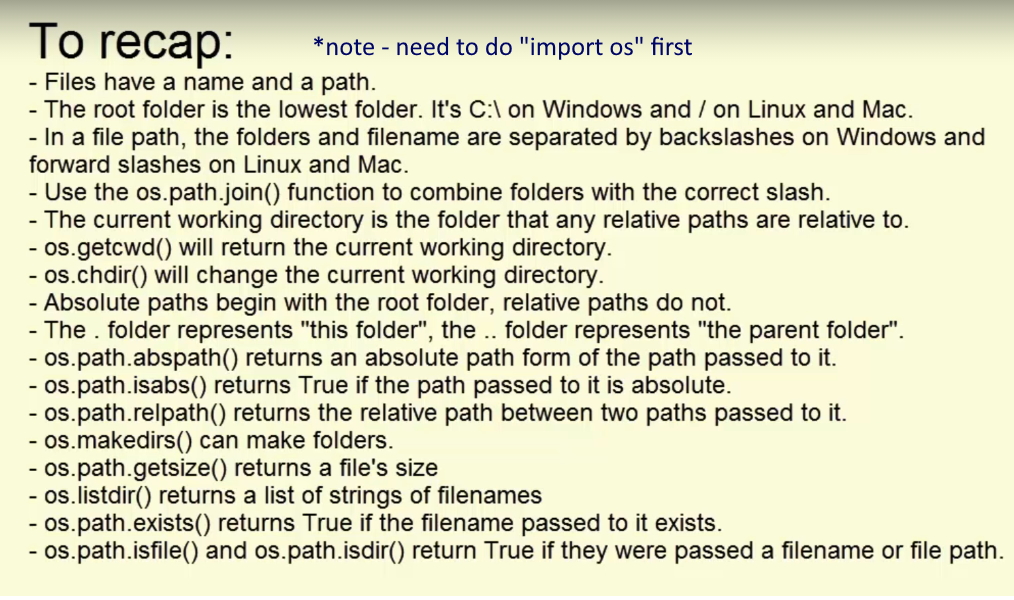 To recap:
*note - need to do "import os" first
- Files have a name and a path.
- The root folder is the lowest folder. It's C:\ on Windows and / on Linux and Mac.
- In a file path, the folders and filename are separated by backslashes on Windows and
forward slashes on Linux and Mac.
- Use the os.path.join() function to combine folders with the correct slash.
- The current working directory is the folder that any relative paths are relative to.
- os.getcwd() will return the current working directory.
- os.chdir() will change the current working directory.
- Absolute paths begin with the root folder, relative paths do not.
- The . folder represents "this folder", the .. folder represents "the parent folder".
- os.path.abspath() returns an absolute path form of the path passed to it.
- os.path.isabs() returns True if the path passed to it is absolute.
- os.path.relpath() returns the relative path between two paths passed to it.
- os.makedirs() can make folders.
- os.path.getsize() returns a file's size
- os.listdir() returns a list of strings of filenames
- os.path.exists() returns True if the filename passed to it exists.
- os.path.isfile() and os.path.isdir() return True if they were passed a filename or file path.